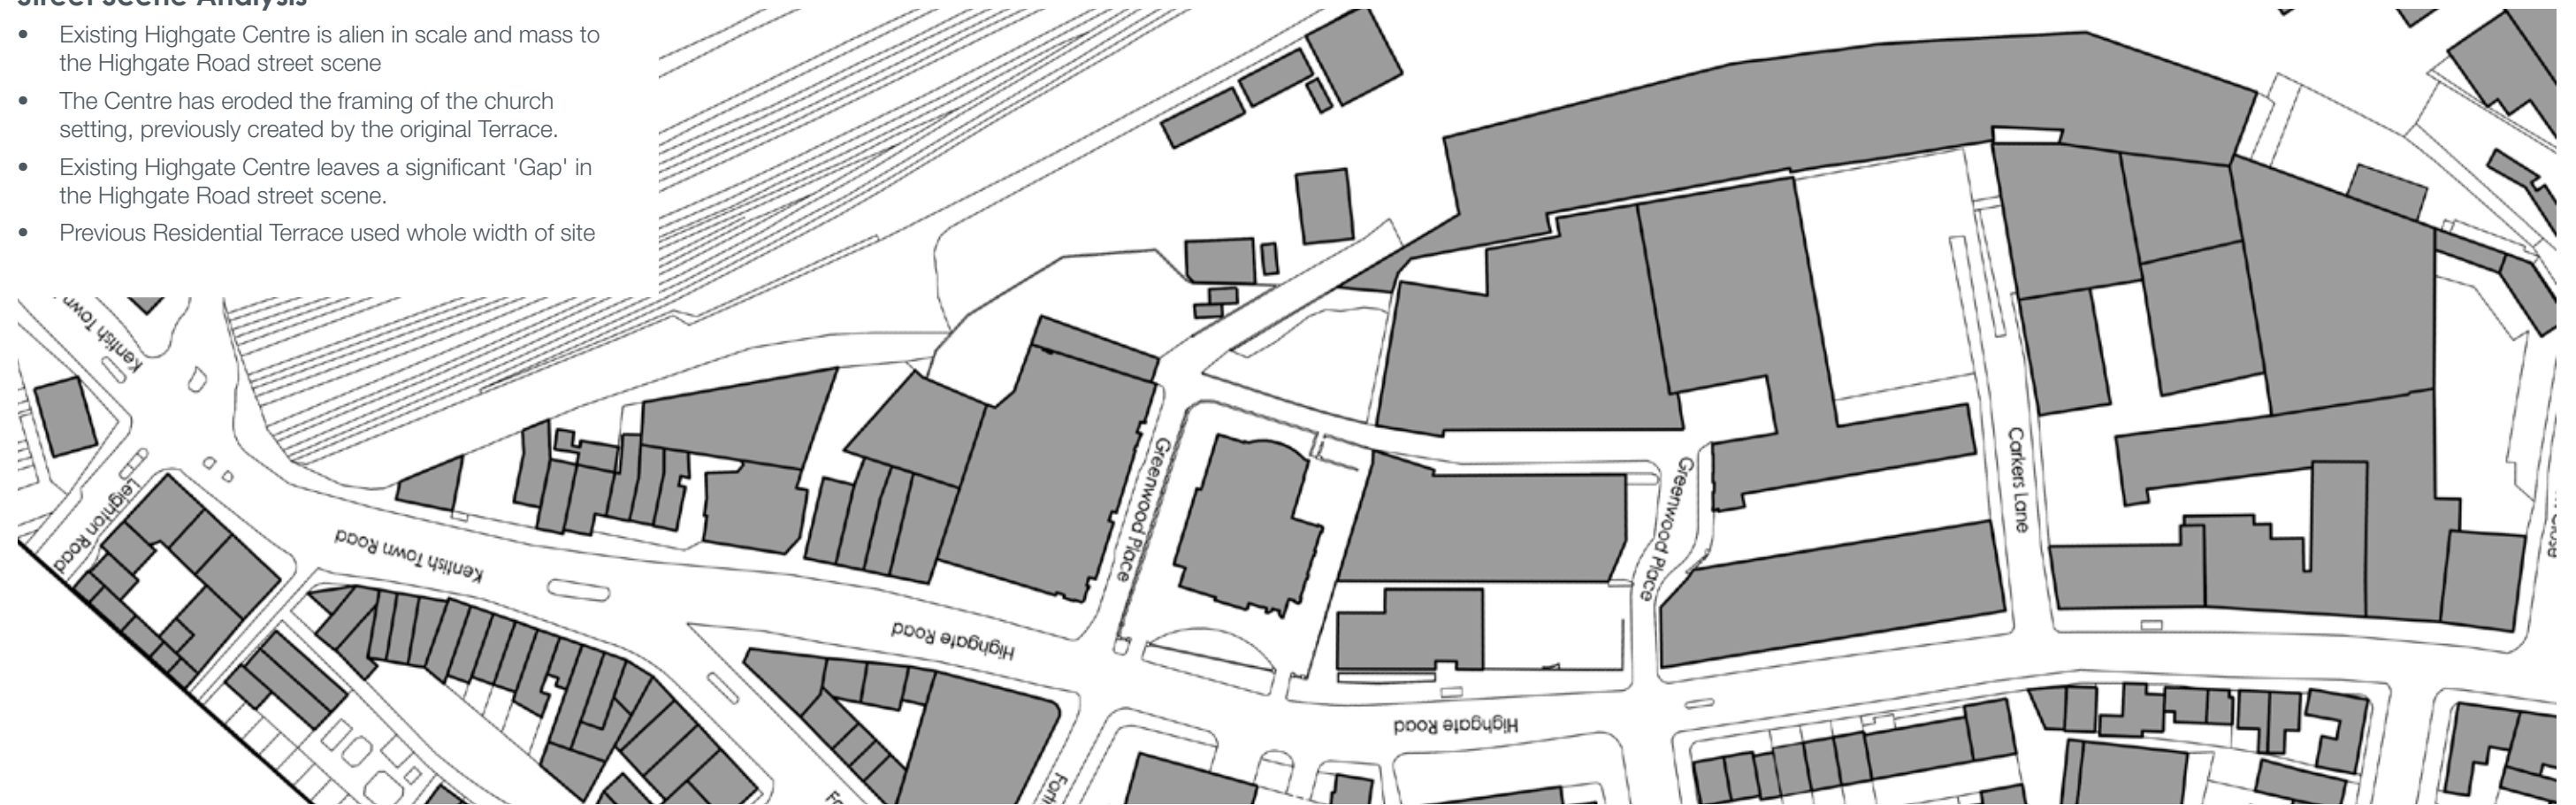 Street Scene Analysis
• Existing Highgate Centre is alien in scale and mass to
the Highgate Road street scene
• The Centre has eroded the framing of the church
setting, previously created by the original Terrace.
• Existing Highgate Centre leaves a significant 'Gap' in
the Highgate Road street scene.
• Previous Residential Terrace used whole width of site
Kentish Town
Leighton Road
Kentish Town Road
Highgate Road
Greenwood Place
Greenwood Place
Carkers Lane
Highgate Road